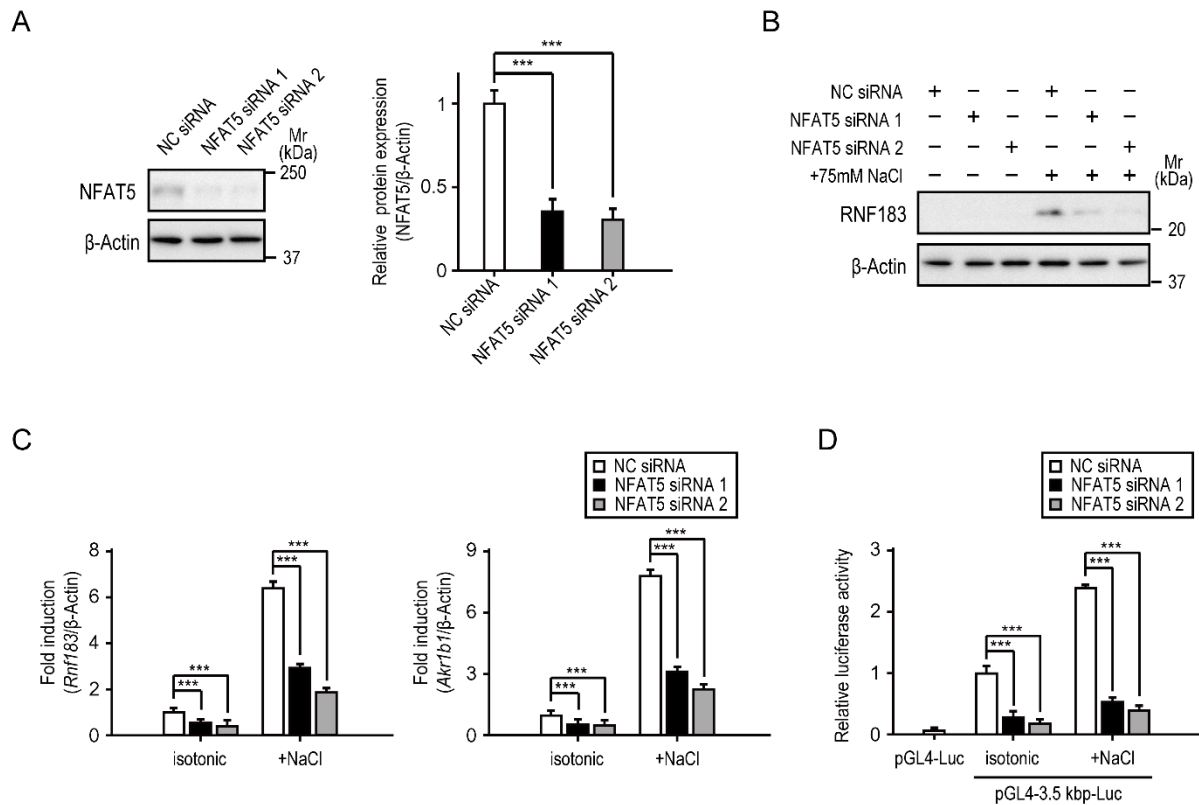 A
NC siRNA
NFAT5 siRNA 1
NFAT5 siRNA 2
Mr
(kDa)
NFAT5
250
β-Actin
37
Relative protein expression
(NFAT5/β-Actin)
1
0.5
0
***
***
NC siRNA
NFAT5 siRNA 1
NFAT5 siRNA 2
B
NC siRNA + − − + − −
NFAT5 siRNA 1 − + − − + −
NFAT5 siRNA 2 − − + − − +
+75mM NaCl − − − + + +
Mr
(kDa)
RNF183
20
β-Actin
37
C
NC siRNA
NFAT5 siRNA 1
NFAT5 siRNA 2
Fold induction
(Rnf183/β-Actin)
8
6
4
2
0
***
***
***
***
isotonic +NaCl
Fold induction
(Akr1b1/β-Actin)
9
6
3
0
***
***
***
***
isotonic +NaCl
D
NC siRNA
NFAT5 siRNA 1
NFAT5 siRNA 2
Relative luciferase activity
3
2
1
0
***
***
***
***
pGL4-Luc isotonic +NaCl
pGL4-3.5 kbp-Luc